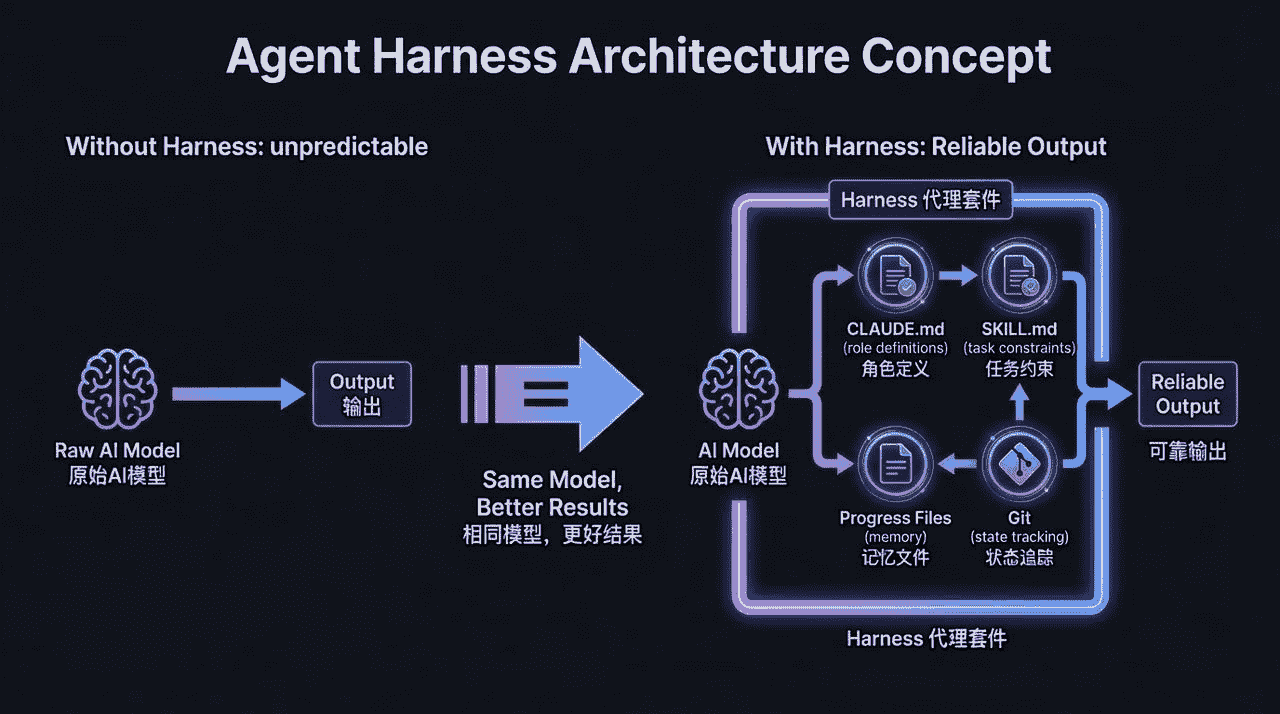 Agent Harness Architecture Concept
Without Harness: unpredictable
Raw AI Model
原始AI模型
Output
输出
Same Model,
Better Results
相同模型，更好结果
With Harness: Reliable Output
Harness 代理套件
AI Model
原始AI模型
CLAUDE.md
(role definitions)
角色定义
SKILL.md
(task constraints)
任务约束
Progress Files
(memory)
记忆文件
Git
(state tracking)
状态追踪
Reliable
Output
可靠输出
Harness 代理套件